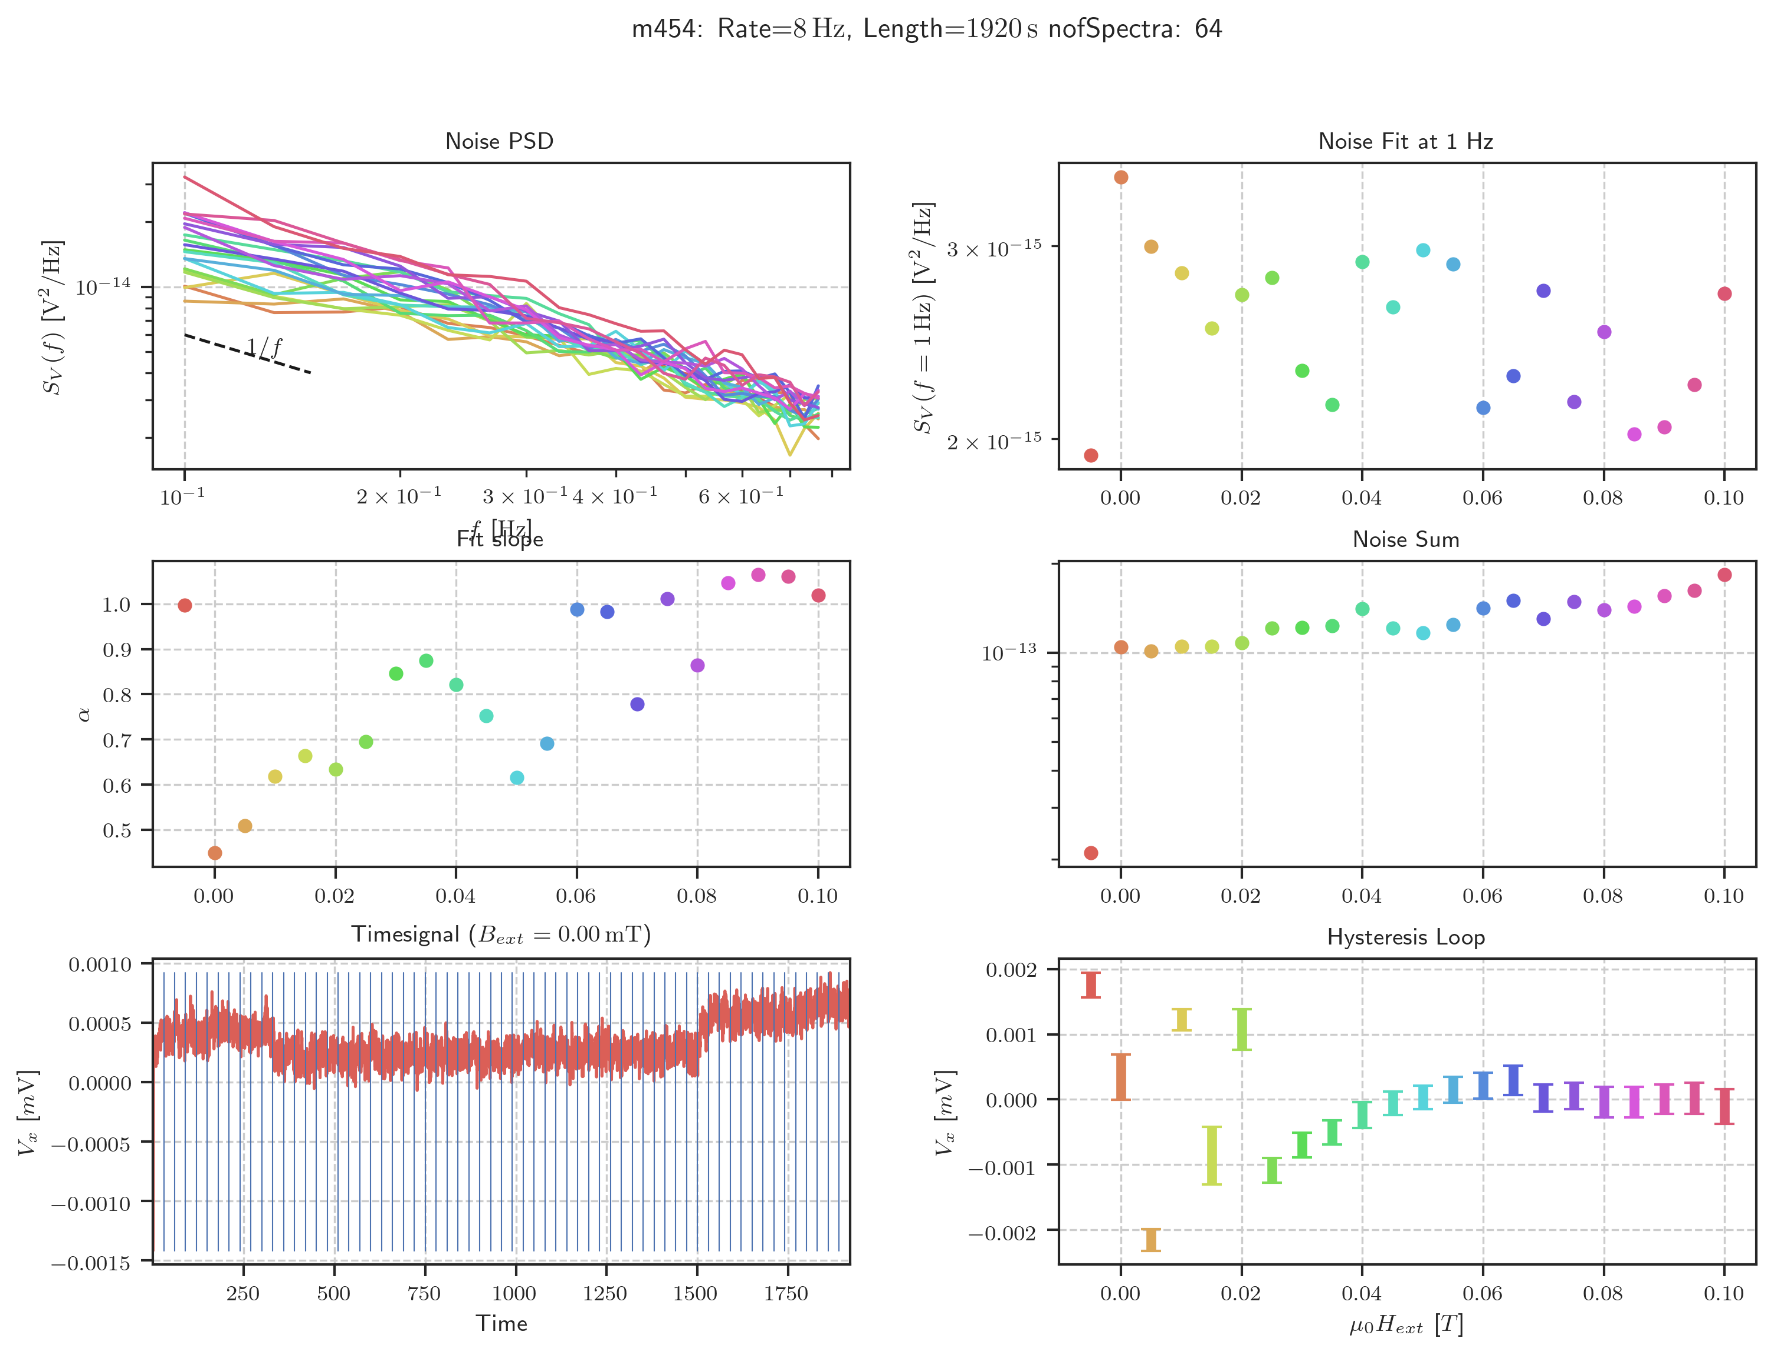 m454: Rate=8 Hz, Length=1920 s nofSpectra: 64
Noise PSD
S_V(f) [V²/Hz]
10⁻¹⁴
1/f
10⁻¹ 2 × 10⁻¹ 3 × 10⁻¹ 4 × 10⁻¹ 6 × 10⁻¹
f [Hz]
Noise Fit at 1 Hz
S_V(f = 1 Hz) [V²/Hz]
3 × 10⁻¹⁵
2 × 10⁻¹⁵
0.00 0.02 0.04 0.06 0.08 0.10
Fit slope
α
1.0
0.9
0.8
0.7
0.6
0.5
0.00 0.02 0.04 0.06 0.08 0.10
Noise Sum
10⁻¹³
0.00 0.02 0.04 0.06 0.08 0.10
Timesignal (B_ext = 0.00 mT)
V_x [mV]
0.0010
0.0005
0.0000
−0.0005
−0.0010
−0.0015
250 500 750 1000 1250 1500 1750
Time
Hysteresis Loop
V_x [mV]
0.002
0.001
0.000
−0.001
−0.002
0.00 0.02 0.04 0.06 0.08 0.10
μ₀H_ext [T]